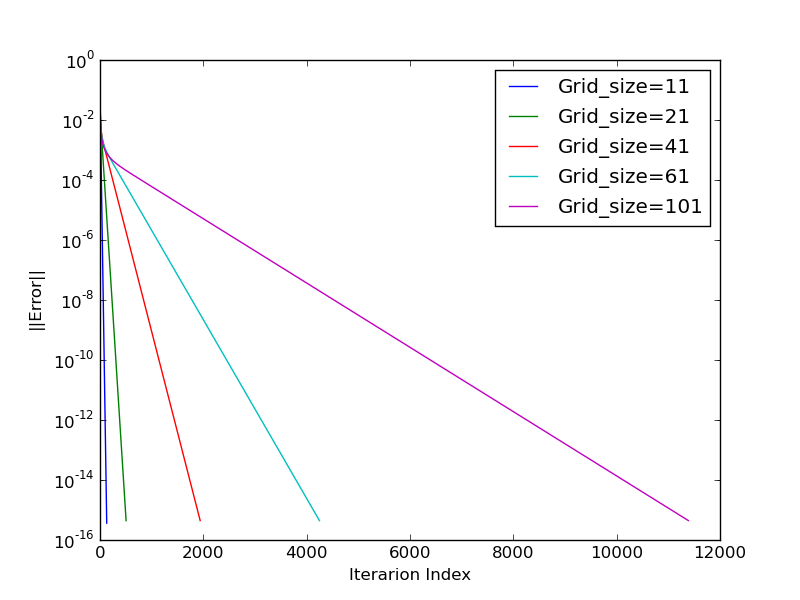 10^0
10^-2
10^-4
10^-6
10^-8
10^-10
10^-12
10^-14
10^-16
||Error||
Grid_size=11
Grid_size=21
Grid_size=41
Grid_size=61
Grid_size=101
0 2000 4000 6000 8000 10000 12000
Iterarion Index